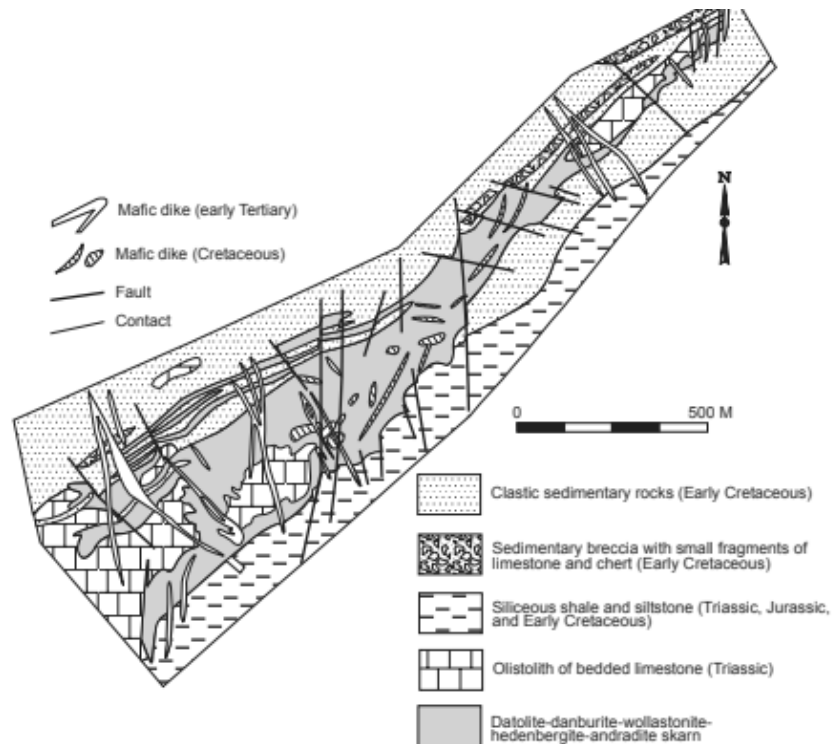 N
Mafic dike (early Tertiary)
Mafic dike (Cretaceous)
Fault
Contact
0 500 M
Clastic sedimentary rocks (Early Cretaceous)
Sedimentary breccia with small fragments of
limestone and chert (Early Cretaceous)
Siliceous shale and siltstone (Triassic, Jurassic,
and Early Cretaceous)
Olistolith of bedded limestone (Triassic)
Datolite-danburite-wollastonite-
hedenbergite-andradite skarn